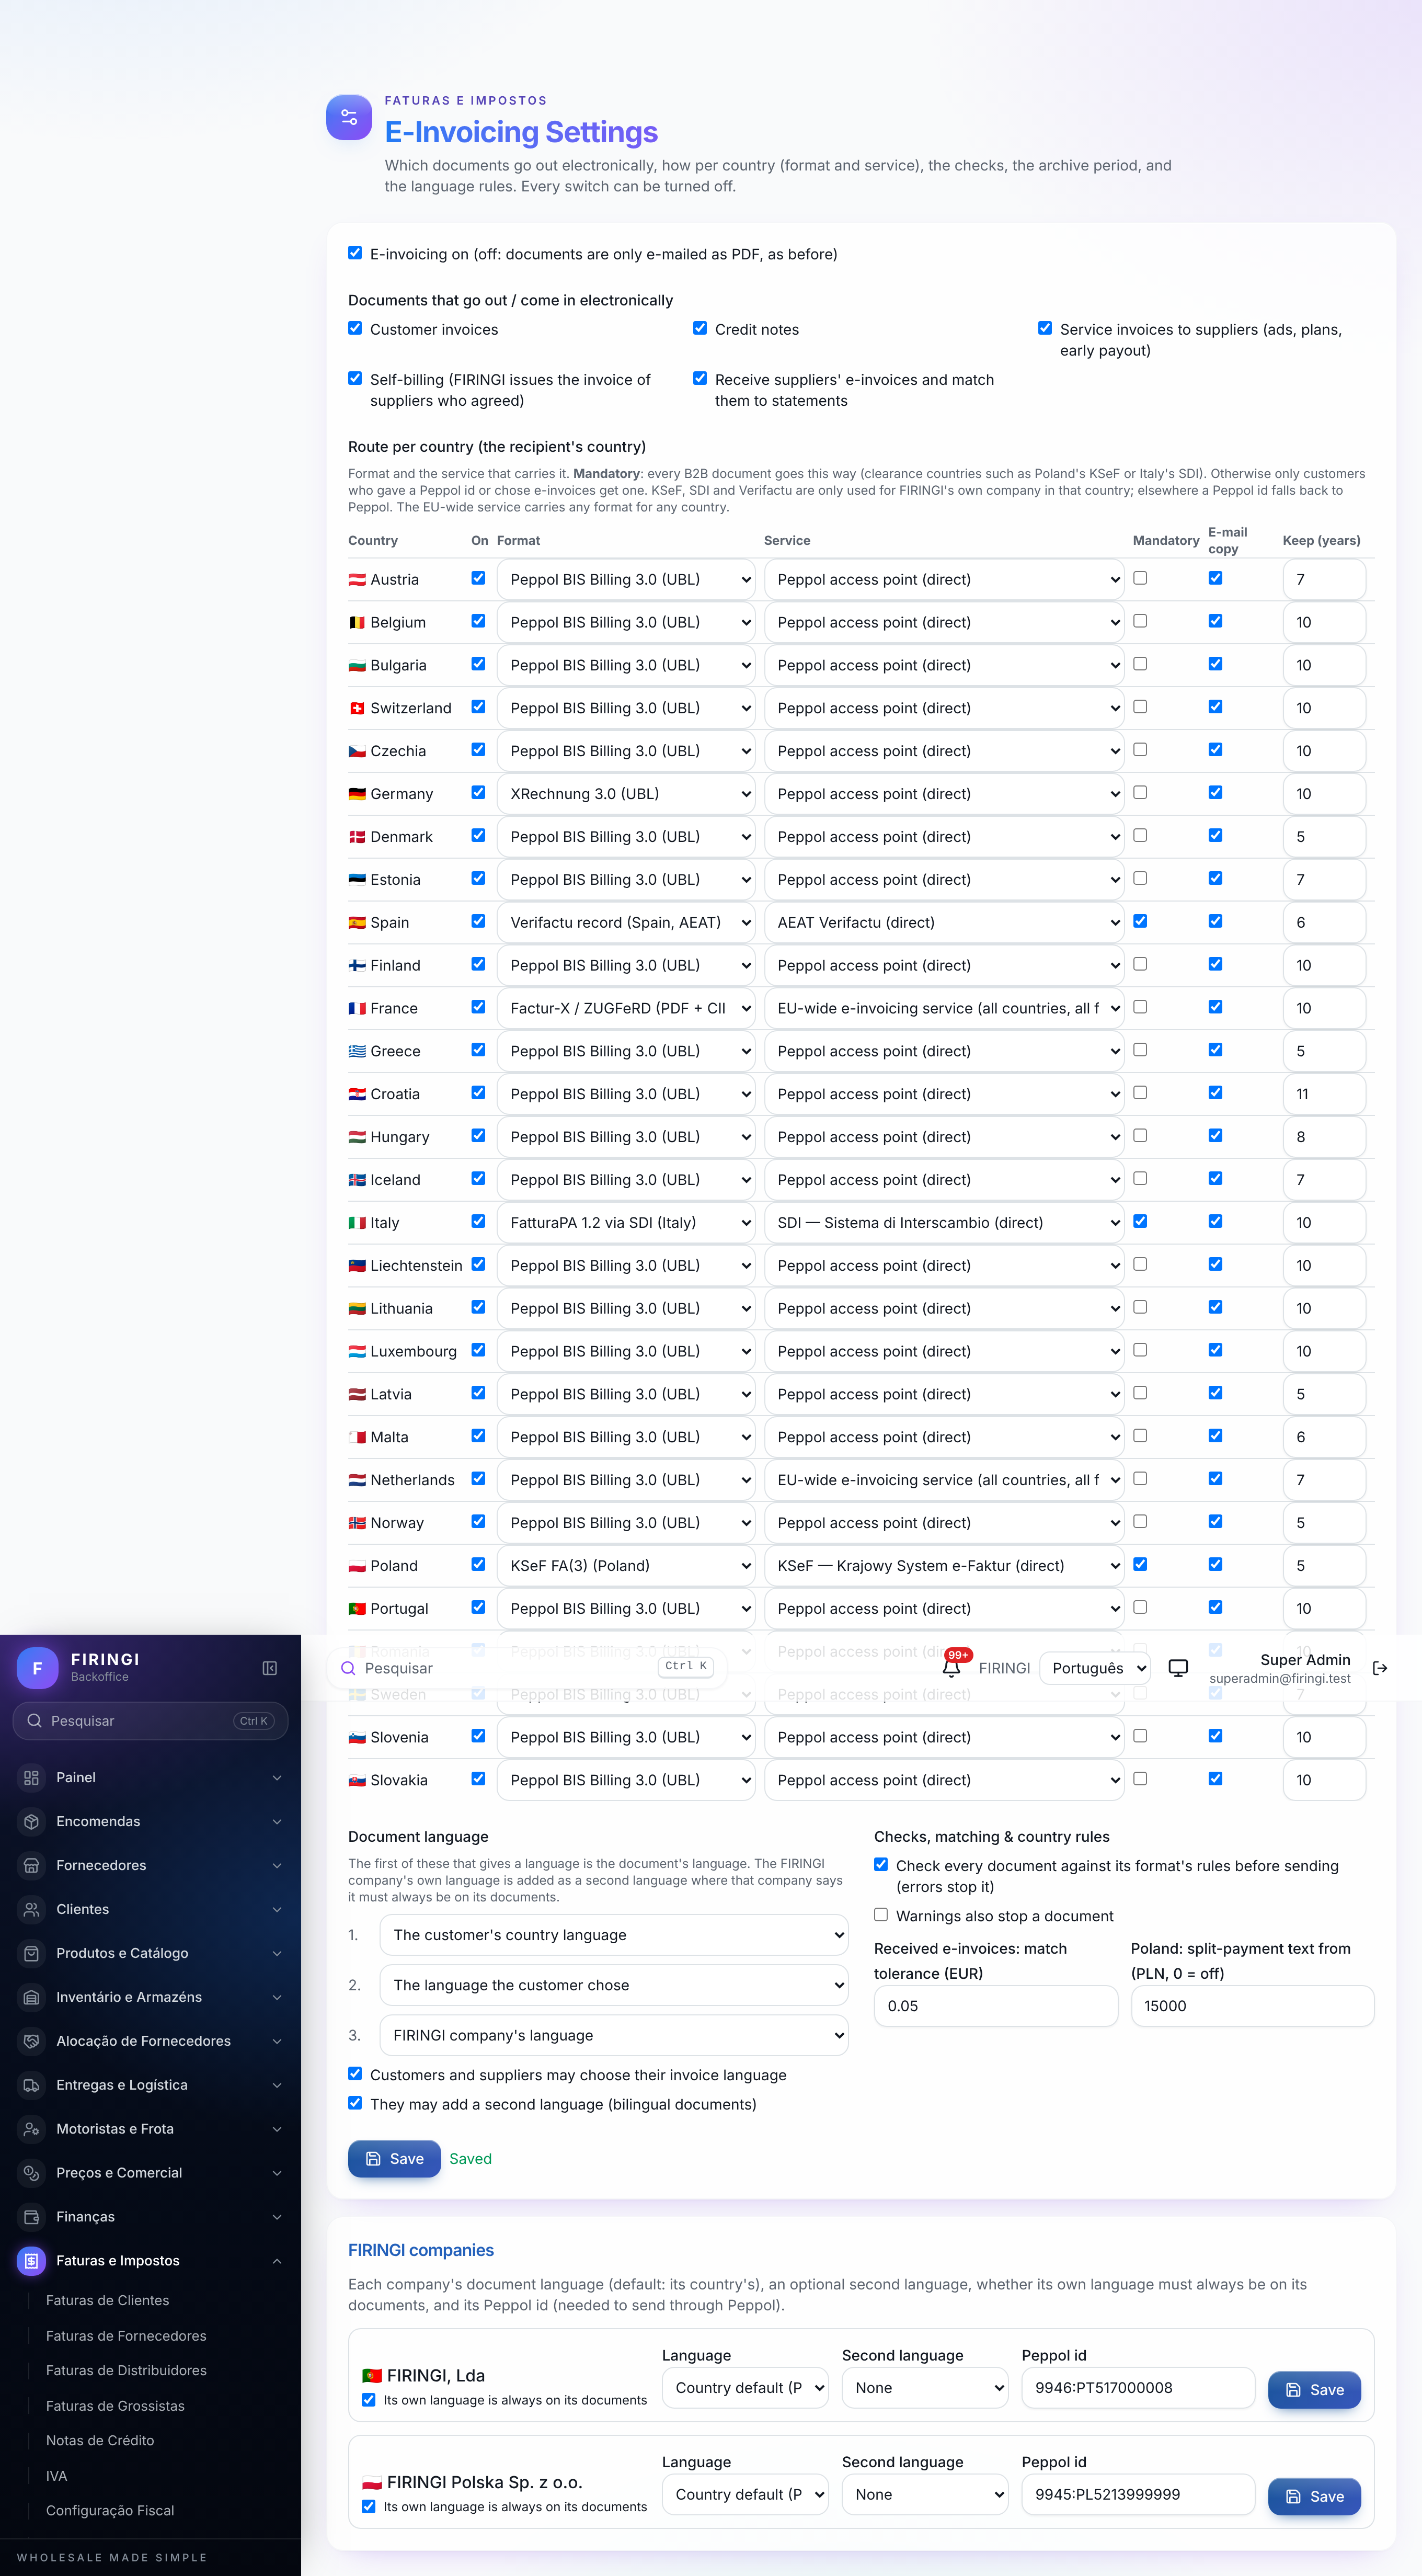 FATURAS E IMPOSTOS
E-Invoicing Settings
Which documents go out electronically, how per country (format and service), the checks, the archive period, and
the language rules. Every switch can be turned off.
E-invoicing on (off: documents are only e-mailed as PDF, as before)
Documents that go out / come in electronically
Customer invoices
Credit notes
Service invoices to suppliers (ads, plans,
early payout)
Self-billing (FIRINGI issues the invoice of
suppliers who agreed)
Receive suppliers' e-invoices and match
them to statements
Route per country (the recipient's country)
Format and the service that carries it. Mandatory: every B2B document goes this way (clearance countries such as Poland's KSeF or Italy's SDI). Otherwise only customers
who gave a Peppol id or chose e-invoices get one. KSeF, SDI and Verifactu are only used for FIRINGI's own company in that country; elsewhere a Peppol id falls back to
Peppol. The EU-wide service carries any format for any country.
Country On Format Service Mandatory E-mail copy Keep (years)
Austria Peppol BIS Billing 3.0 (UBL) Peppol access point (direct) 7
Belgium Peppol BIS Billing 3.0 (UBL) Peppol access point (direct) 10
Bulgaria Peppol BIS Billing 3.0 (UBL) Peppol access point (direct) 10
Switzerland Peppol BIS Billing 3.0 (UBL) Peppol access point (direct) 10
Czechia Peppol BIS Billing 3.0 (UBL) Peppol access point (direct) 10
Germany XRechnung 3.0 (UBL) Peppol access point (direct) 10
Denmark Peppol BIS Billing 3.0 (UBL) Peppol access point (direct) 5
Estonia Peppol BIS Billing 3.0 (UBL) Peppol access point (direct) 7
Spain Verifactu record (Spain, AEAT) AEAT Verifactu (direct) 6
Finland Peppol BIS Billing 3.0 (UBL) Peppol access point (direct) 10
France Factur-X / ZUGFeRD (PDF + CII EU-wide e-invoicing service (all countries, all f 10
Greece Peppol BIS Billing 3.0 (UBL) Peppol access point (direct) 5
Croatia Peppol BIS Billing 3.0 (UBL) Peppol access point (direct) 11
Hungary Peppol BIS Billing 3.0 (UBL) Peppol access point (direct) 8
Iceland Peppol BIS Billing 3.0 (UBL) Peppol access point (direct) 7
Italy FatturaPA 1.2 via SDI (Italy) SDI — Sistema di Interscambio (direct) 10
Liechtenstein Peppol BIS Billing 3.0 (UBL) Peppol access point (direct) 10
Lithuania Peppol BIS Billing 3.0 (UBL) Peppol access point (direct) 10
Luxembourg Peppol BIS Billing 3.0 (UBL) Peppol access point (direct) 10
Latvia Peppol BIS Billing 3.0 (UBL) Peppol access point (direct) 5
Malta Peppol BIS Billing 3.0 (UBL) Peppol access point (direct) 6
Netherlands Peppol BIS Billing 3.0 (UBL) EU-wide e-invoicing service (all countries, all f 7
Norway Peppol BIS Billing 3.0 (UBL) Peppol access point (direct) 5
Poland KSeF FA(3) (Poland) KSeF — Krajowy System e-Faktur (direct) 5
Portugal Peppol BIS Billing 3.0 (UBL) Peppol access point (direct) 10
Romania Peppol BIS Billing 3.0 (UBL) 10
Pesquisar Ctrl K 99+ FIRINGI Português Super Admin
superadmin@firingi.test
Sweden Peppol BIS Billing 3.0 (UBL) Peppol access point (direct) 7
Slovenia Peppol BIS Billing 3.0 (UBL) Peppol access point (direct) 10
Slovakia Peppol BIS Billing 3.0 (UBL) Peppol access point (direct) 10
Document language
The first of these that gives a language is the document's language. The FIRINGI
company's own language is added as a second language where that company says
it must always be on its documents.
1. The customer's country language
2. The language the customer chose
3. FIRINGI company's language
Customers and suppliers may choose their invoice language
They may add a second language (bilingual documents)
Checks, matching & country rules
Check every document against its format's rules before sending
(errors stop it)
Warnings also stop a document
Received e-invoices: match
tolerance (EUR)
0.05
Poland: split-payment text from
(PLN, 0 = off)
15000
Save Saved
FIRINGI companies
Each company's document language (default: its country's), an optional second language, whether its own language must always be on its
documents, and its Peppol id (needed to send through Peppol).
FIRINGI, Lda
Its own language is always on its documents
Language
Country default (P
Second language
None
Peppol id
9946:PT517000008
Save
FIRINGI Polska Sp. z o.o.
Its own language is always on its documents
Language
Country default (P
Second language
None
Peppol id
9945:PL5213999999
Save
F
FIRINGI
Backoffice
Pesquisar Ctrl K
Painel
Encomendas
Fornecedores
Clientes
Produtos e Catálogo
Inventário e Armazéns
Alocação de Fornecedores
Entregas e Logística
Motoristas e Frota
Preços e Comercial
Finanças
Faturas e Impostos
Faturas de Clientes
Faturas de Fornecedores
Faturas de Distribuidores
Faturas de Grossistas
Notas de Crédito
IVA
Configuração Fiscal
WHOLESALE MADE SIMPLE